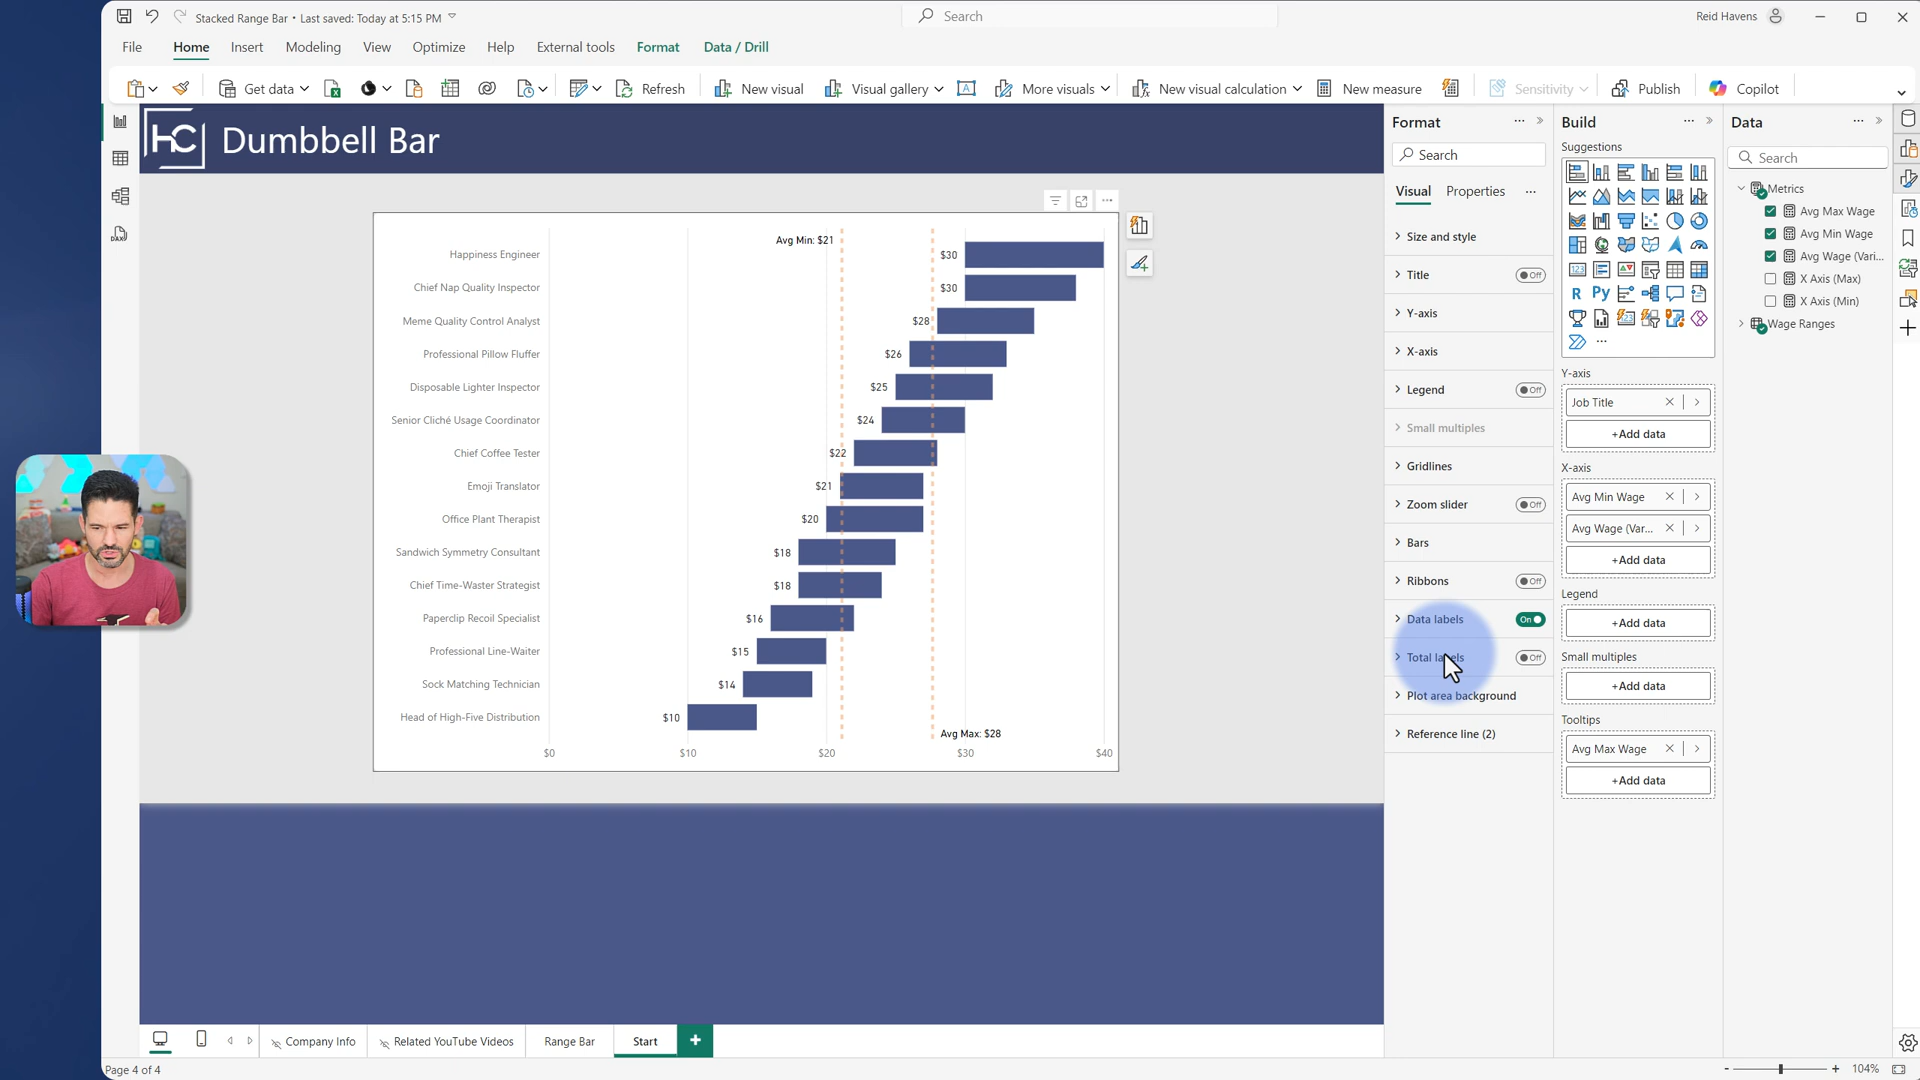 Stacked Range Bar • Last saved: Today at 5:15 PM
Search
Reid Havens
File
Home
Insert
Modeling
View
Optimize
Help
External tools
Format
Data / Drill
Get data
Refresh
New visual
Visual gallery
More visuals
New visual calculation
New measure
Sensitivity
Publish
Copilot
HC
Dumbbell Bar
Avg Min: $21
Happiness Engineer
$30
Chief Nap Quality Inspector
$30
Meme Quality Control Analyst
$28
Professional Pillow Fluffer
$26
Disposable Lighter Inspector
$25
Senior Cliché Usage Coordinator
$24
Chief Coffee Tester
$22
Emoji Translator
$21
Office Plant Therapist
$20
Sandwich Symmetry Consultant
$18
Chief Time-Waster Strategist
$18
Paperclip Recoil Specialist
$16
Professional Line-Waiter
$15
Sock Matching Technician
$14
Head of High-Five Distribution
$10
Avg Max: $28
$0
$10
$20
$30
$40
Format
Search
Visual
Properties
Size and style
Title
Off
Y-axis
X-axis
Legend
Off
Small multiples
Gridlines
Zoom slider
Off
Bars
Ribbons
Off
Data labels
On
Total labels
Off
Plot area background
Reference line (2)
Build
Suggestions
123
R
Py
Y-axis
Job Title
+Add data
X-axis
Avg Min Wage
Avg Wage (Var...
+Add data
Legend
+Add data
Small multiples
+Add data
Tooltips
Avg Max Wage
+Add data
Data
Search
Metrics
Avg Max Wage
Avg Min Wage
Avg Wage (Vari...
X Axis (Max)
X Axis (Min)
Wage Ranges
Company Info
Related YouTube Videos
Range Bar
Start
Page 4 of 4
104%